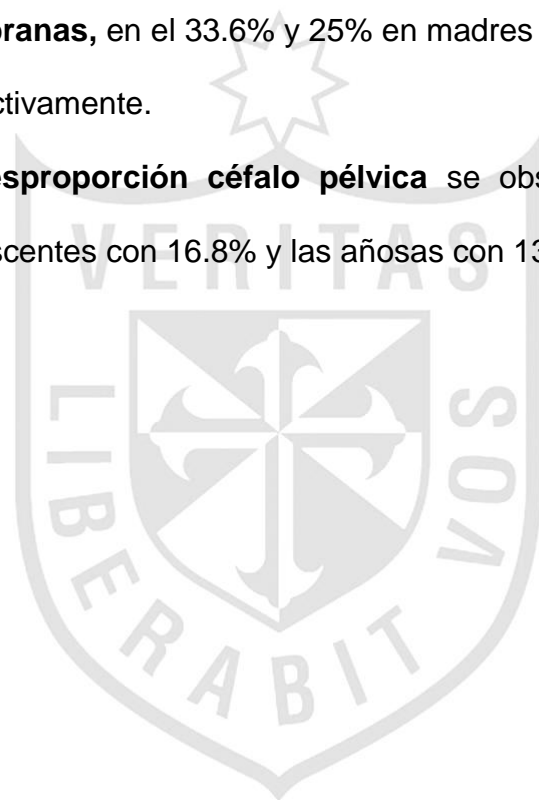 branas, en el 33.6% y 25% en madres
ctivamente.
esproporción céfalo pélvica se obs
scentes con 16.8% y las añosas con 13
VERITAS
LIBERABIT VOS